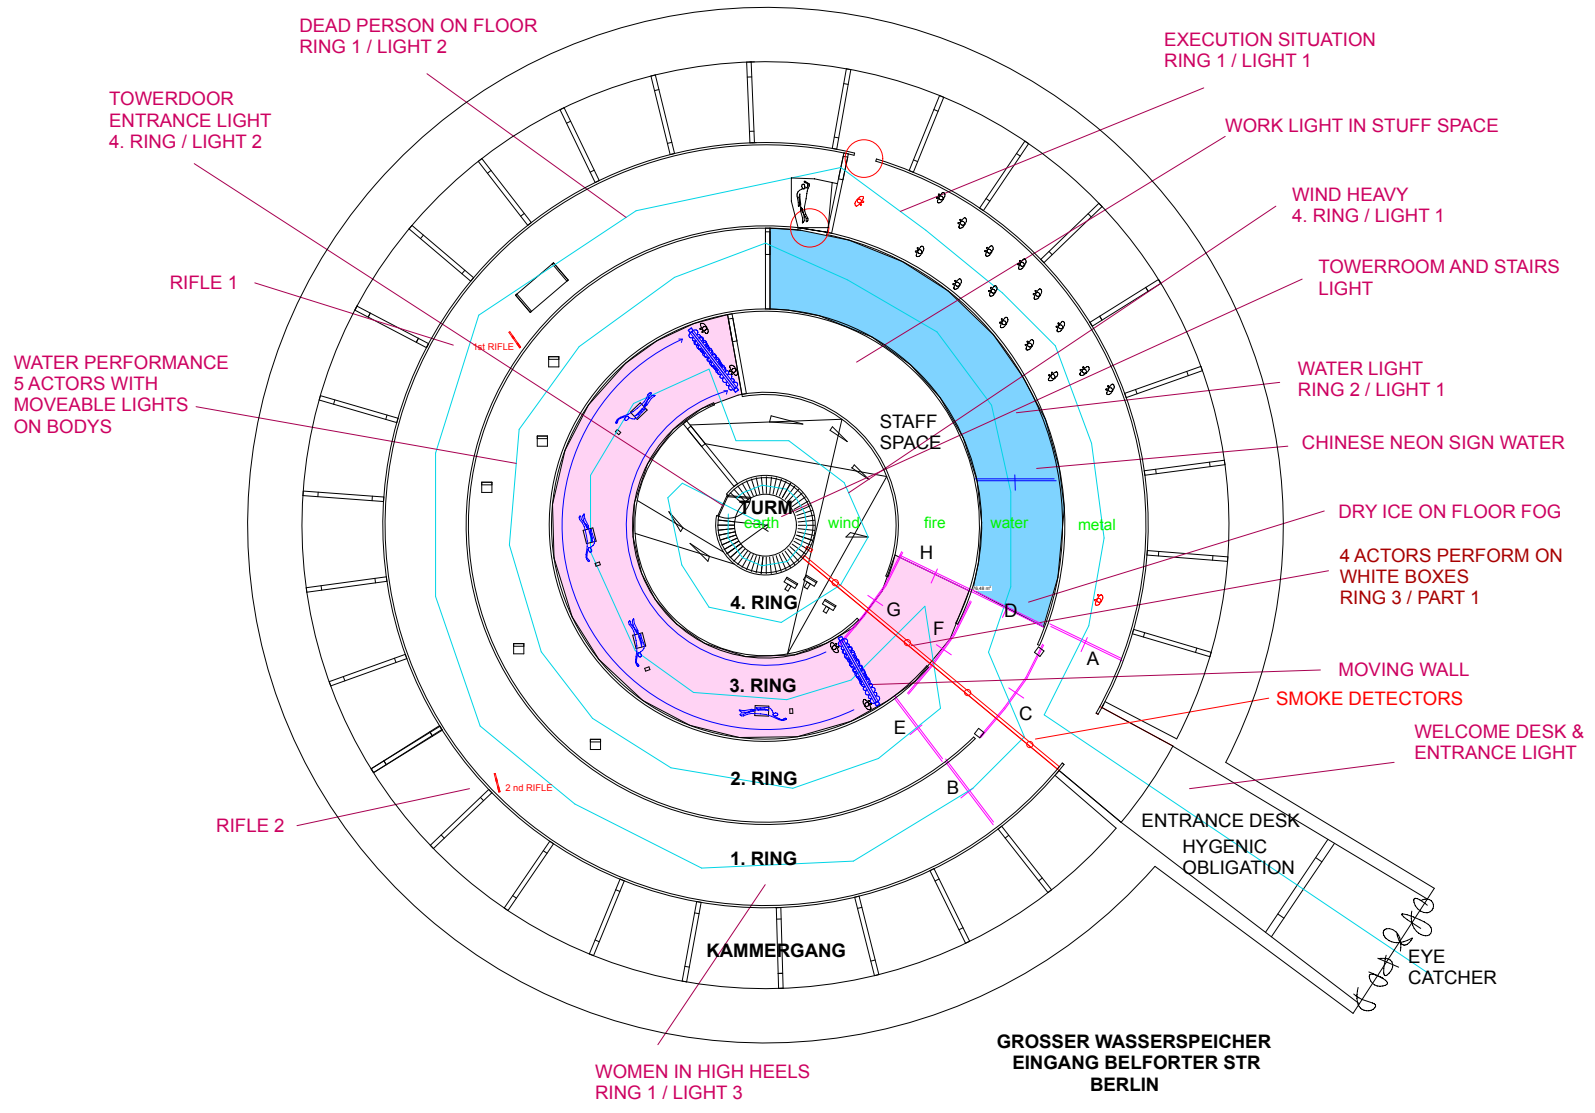 DEAD PERSON ON FLOOR
RING 1 / LIGHT 2
EXECUTION SITUATION
RING 1 / LIGHT 1
TOWERDOOR
ENTRANCE LIGHT
4. RING / LIGHT 2
WORK LIGHT IN STUFF SPACE
WIND HEAVY
4. RING / LIGHT 1
TOWERROOM AND STAIRS
LIGHT
RIFLE 1
1st RIFLE
WATER PERFORMANCE
5 ACTORS WITH
MOVEABLE LIGHTS
ON BODYS
WATER LIGHT
RING 2 / LIGHT 1
STAFF
SPACE
CHINESE NEON SIGN WATER
TURM
earth
wind
fire
water
metal
DRY ICE ON FLOOR FOG
H
4 ACTORS PERFORM ON
WHITE BOXES
RING 3 / PART 1
4. RING
G
D
F
A
3. RING
MOVING WALL
SMOKE DETECTORS
C
E
WELCOME DESK &
ENTRANCE LIGHT
2. RING
B
2 nd RIFLE
RIFLE 2
ENTRANCE DESK
HYGENIC
OBLIGATION
1. RING
KAMMERGANG
EYE
CATCHER
WOMEN IN HIGH HEELS
RING 1 / LIGHT 3
GROSSER WASSERSPEICHER
EINGANG BELFORTER STR
BERLIN